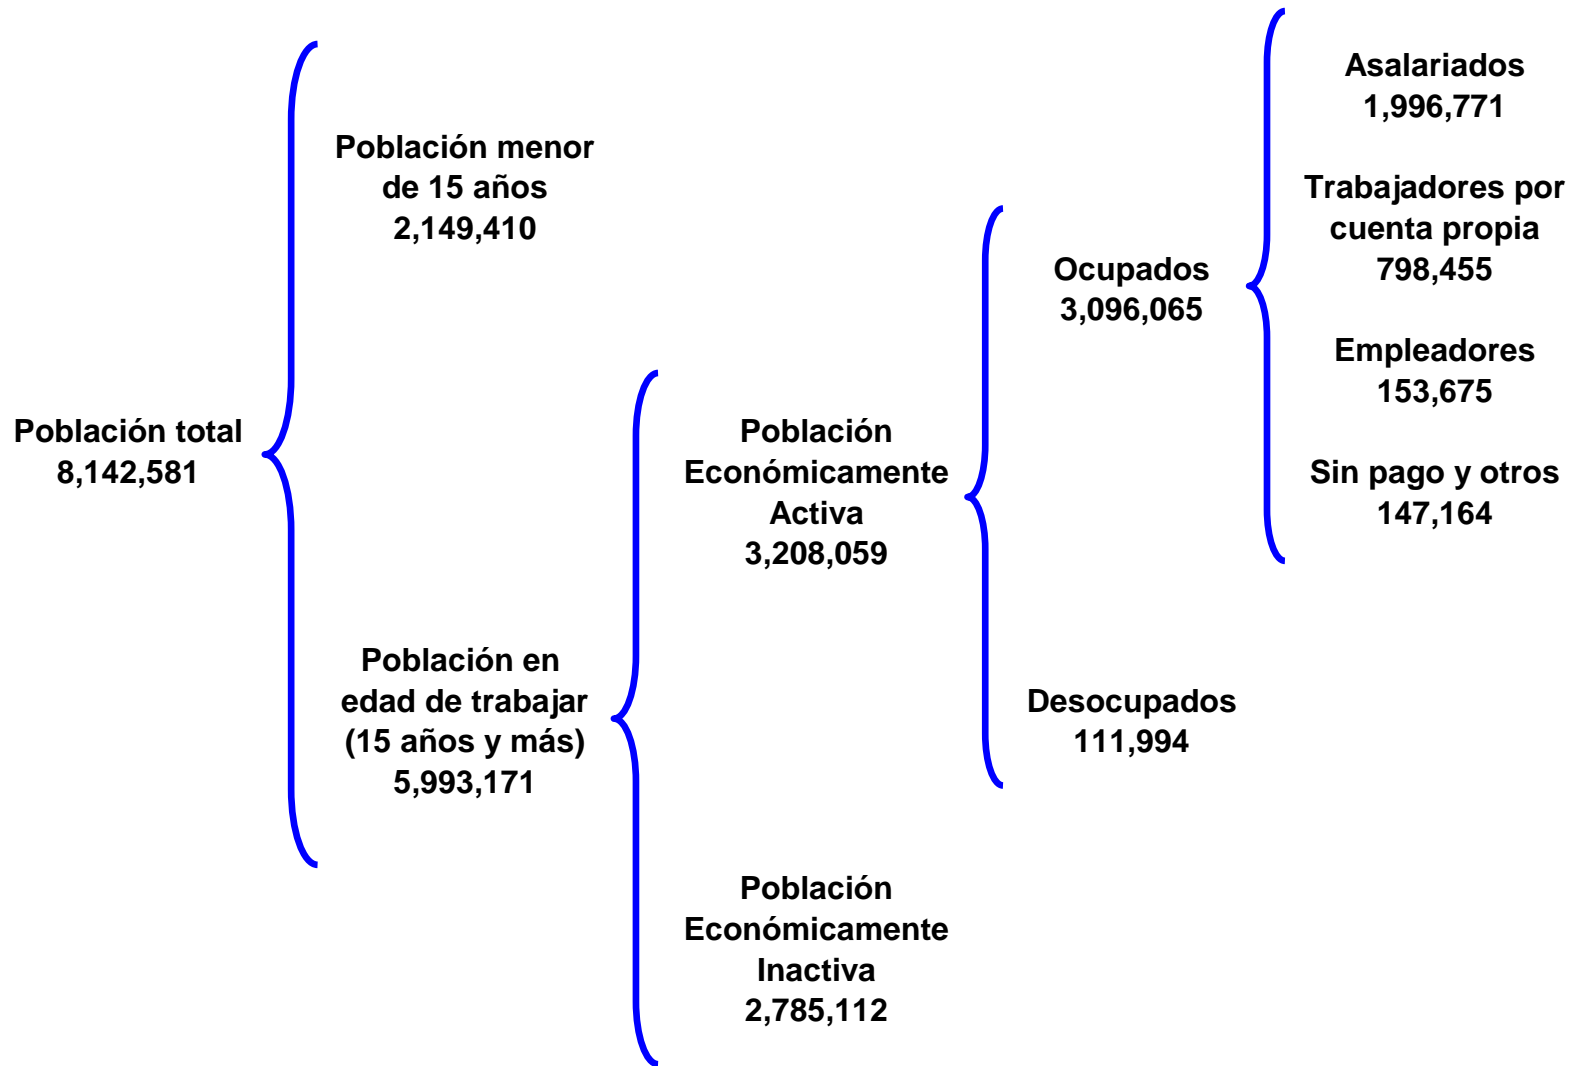 Población total
8,142,581
Población menor
de 15 años
2,149,410
Población en
edad de trabajar
(15 años y más)
5,993,171
Población
Económicamente
Activa
3,208,059
Población
Económicamente
Inactiva
2,785,112
Ocupados
3,096,065
Desocupados
111,994
Asalariados
1,996,771
Trabajadores por
cuenta propia
798,455
Empleadores
153,675
Sin pago y otros
147,164